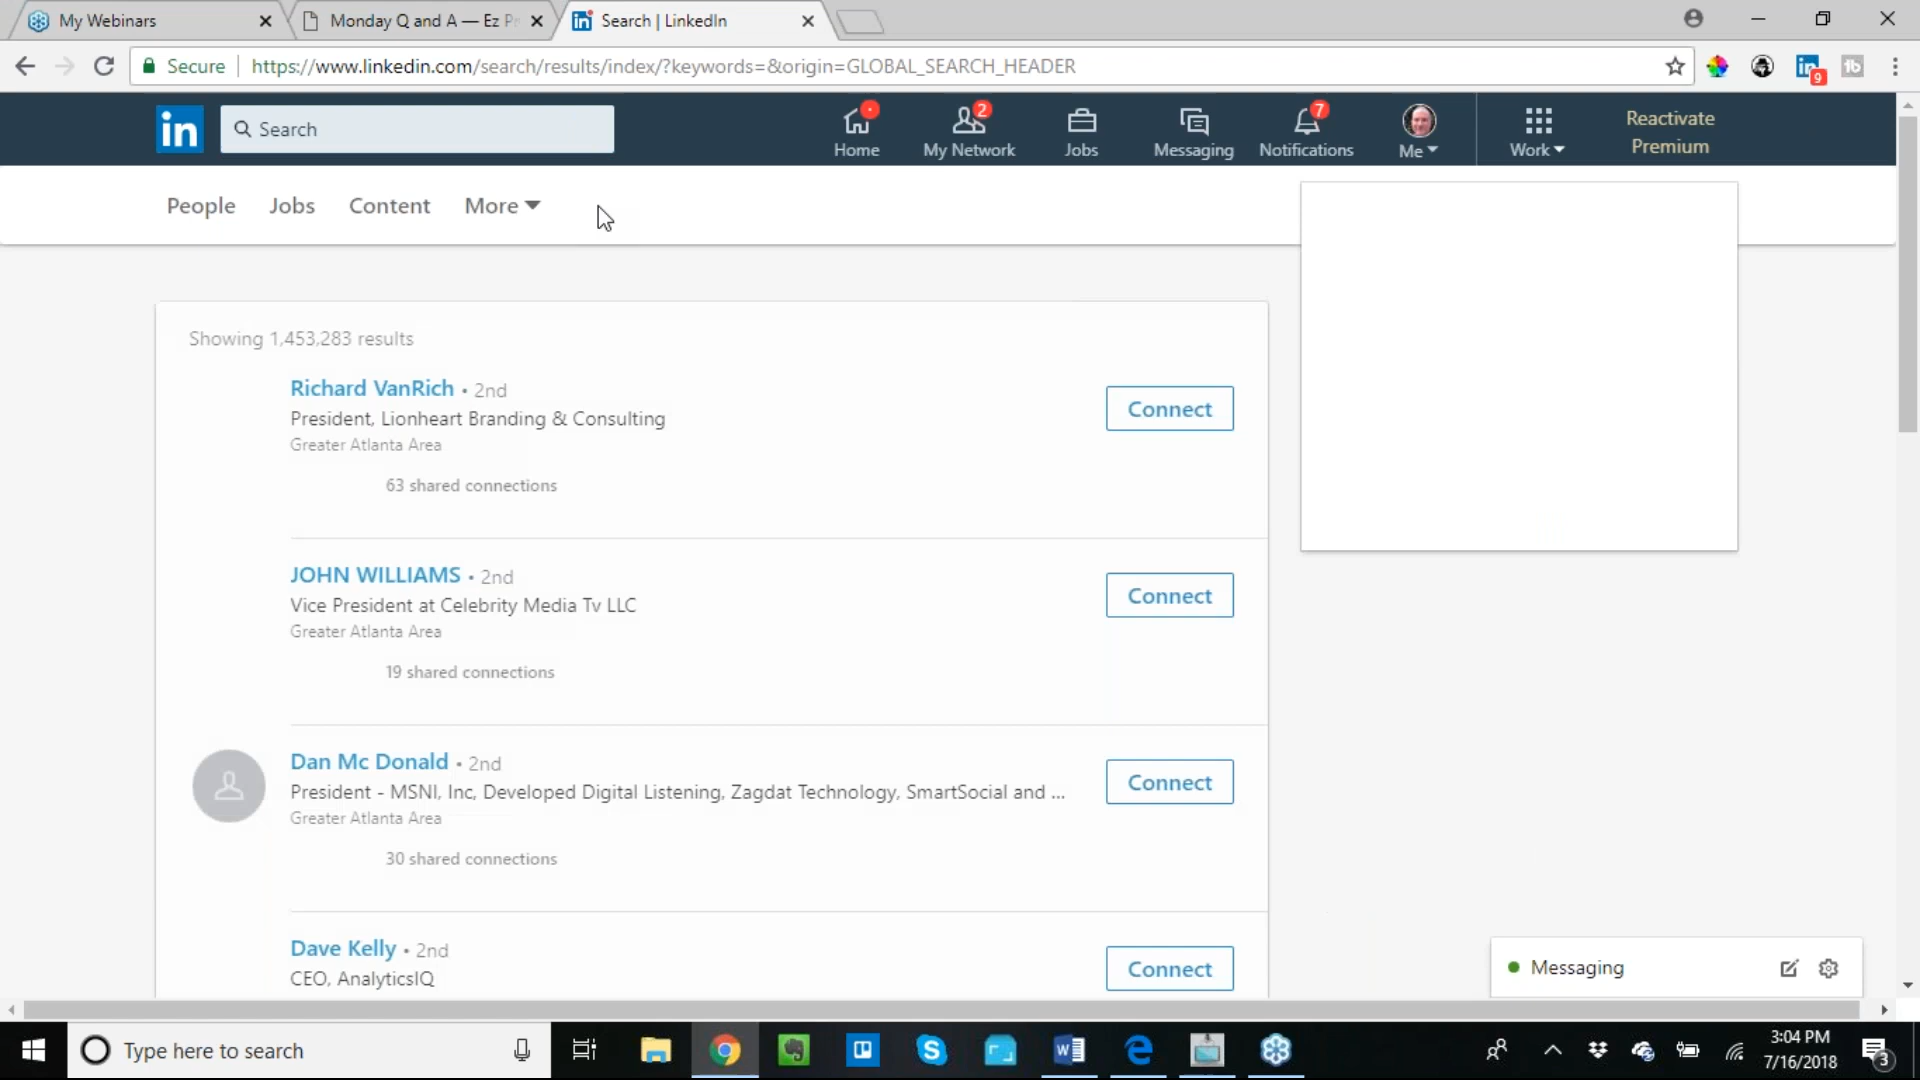 My Webinars
Monday Q and A — Ez P
Search | LinkedIn
Secure
https://www.linkedin.com/search/results/index/?keywords=&origin=GLOBAL_SEARCH_HEADER
9
in
Search
Home
2
My Network
Jobs
Messaging
7
Notifications
Me
Work
Reactivate
Premium
People
Jobs
Content
More
Showing 1,453,283 results
Richard VanRich • 2nd
President, Lionheart Branding & Consulting
Greater Atlanta Area
63 shared connections
Connect
JOHN WILLIAMS • 2nd
Vice President at Celebrity Media Tv LLC
Greater Atlanta Area
19 shared connections
Connect
Dan Mc Donald • 2nd
President - MSNI, Inc, Developed Digital Listening, Zagdat Technology, SmartSocial and ...
Greater Atlanta Area
30 shared connections
Connect
Dave Kelly • 2nd
CEO, AnalyticsIQ
Connect
Messaging
Type here to search
3:04 PM
7/16/2018
3